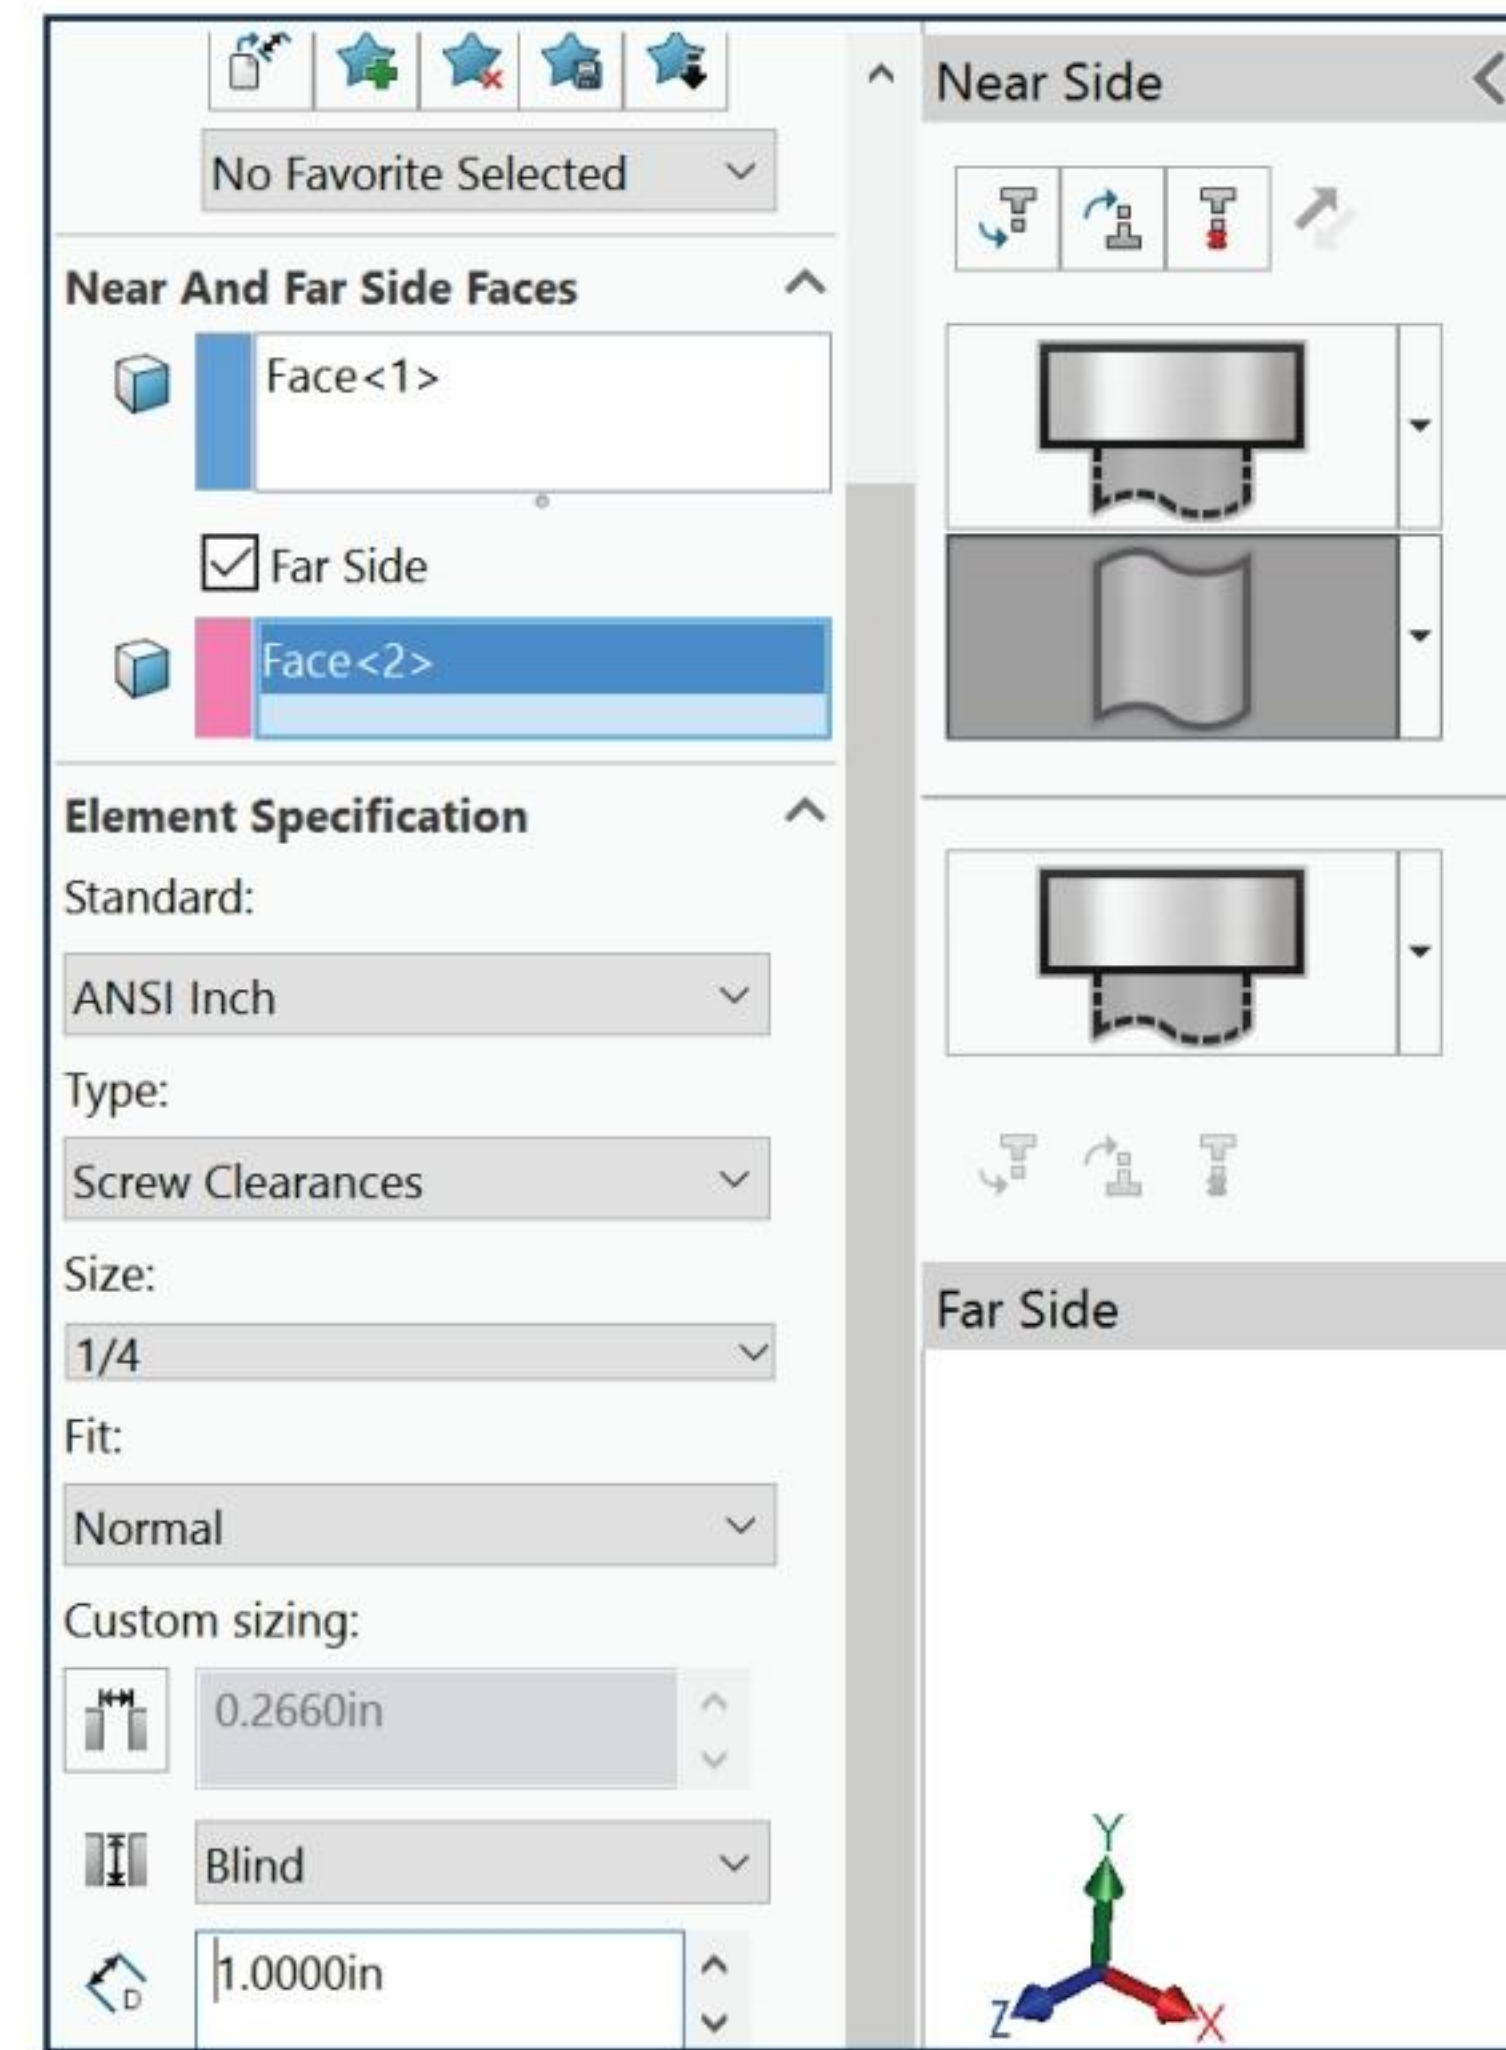 No Favorite Selected
Near And Far Side Faces
Face<1>
Far Side
Face<2>
Element Specification
Standard:
ANSI Inch
Type:
Screw Clearances
Size:
1/4
Fit:
Normal
Custom sizing:
0.2660in
Blind
D
1.0000in
Near Side
Far Side
Y
Z
X